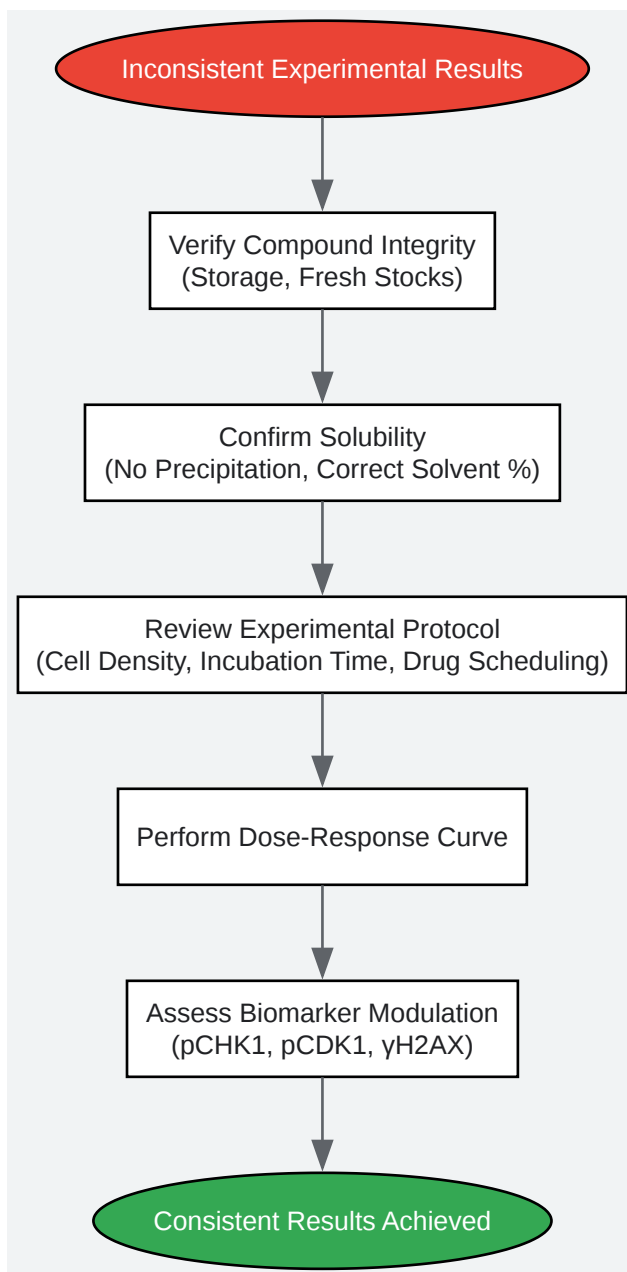 Inconsistent Experimental Results
Verify Compound Integrity
(Storage, Fresh Stocks)
Confirm Solubility
(No Precipitation, Correct Solvent %)
Review Experimental Protocol
(Cell Density, Incubation Time, Drug Scheduling)
Perform Dose-Response Curve
Assess Biomarker Modulation
(pCHK1, pCDK1, γH2AX)
Consistent Results Achieved